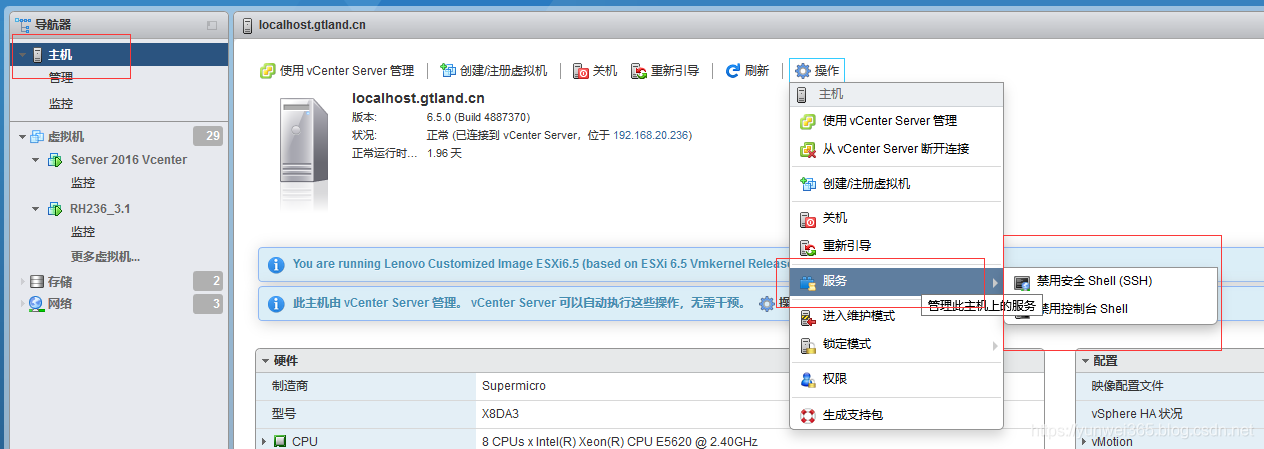 导航器
主机
管理
监控
虚拟机 29
Server 2016 Vcenter
监控
RH236_3.1
监控
更多虚拟机...
存储 2
网络 3
localhost.gtland.cn
使用 vCenter Server 管理 创建/注册虚拟机 关机 重新引导 刷新 操作
localhost.gtland.cn
版本: 6.5.0 (Build 4887370)
状况: 正常 (已连接到 vCenter Server，位于 192.168.20.236)
正常运行时... 1.96 天
主机
使用 vCenter Server 管理
从 vCenter Server 断开连接
创建/注册虚拟机
关机
重新引导
服务
进入维护模式
锁定模式
权限
生成支持包
禁用安全 Shell (SSH)
禁用控制台 Shell
管理此主机上的服务
You are running Lenovo Customized Image ESXi6.5 (based on ESXi 6.5 Vmkernel Release
此主机由 vCenter Server 管理。 vCenter Server 可以自动执行这些操作，无需干预。
硬件
制造商 Supermicro
型号 X8DA3
CPU 8 CPUs x Intel(R) Xeon(R) CPU E5620 @ 2.40GHz
配置
映像配置文件
vSphere HA 状况
vMotion
https://yunwei365.blog.csdn.net